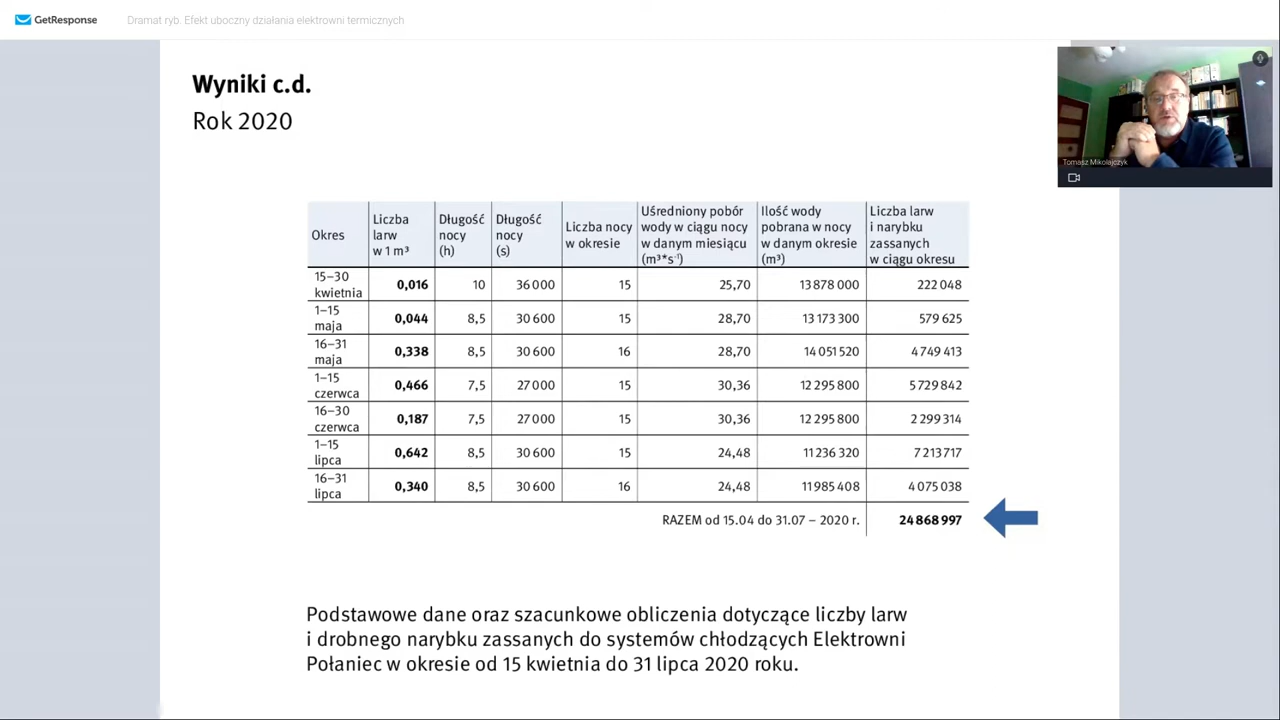 GetResponse
Dramat ryb. Efekt uboczny działania elektrowni termicznych
Wyniki c.d.
Rok 2020
Tomasz Mikołajczyk
Okres
Liczba
larw
w 1 m³
Długość
nocy
(h)
Długość
nocy
(s)
Liczba nocy
w okresie
Uśredniony pobór
wody w ciągu nocy
w danym miesiącu
(m³*s⁻¹)
Ilość wody
pobrana w nocy
w danym okresie
(m³)
Liczba larw
i narybku
zassanych
w ciągu okresu
15–30
kwietnia
0,016 10 36 000 15 25,70 13 878 000 222 048
1–15
maja
0,044 8,5 30 600 15 28,70 13 173 300 579 625
16–31
maja
0,338 8,5 30 600 16 28,70 14 051 520 4 749 413
1–15
czerwca
0,466 7,5 27 000 15 30,36 12 295 800 5 729 842
16–30
czerwca
0,187 7,5 27 000 15 30,36 12 295 800 2 299 314
1–15
lipca
0,642 8,5 30 600 15 24,48 11 236 320 7 213 717
16–31
lipca
0,340 8,5 30 600 16 24,48 11 985 408 4 075 038
RAZEM od 15.04 do 31.07 – 2020 r. 24 868 997
Podstawowe dane oraz szacunkowe obliczenia dotyczące liczby larw
i drobnego narybku zassanych do systemów chłodzących Elektrowni
Połaniec w okresie od 15 kwietnia do 31 lipca 2020 roku.